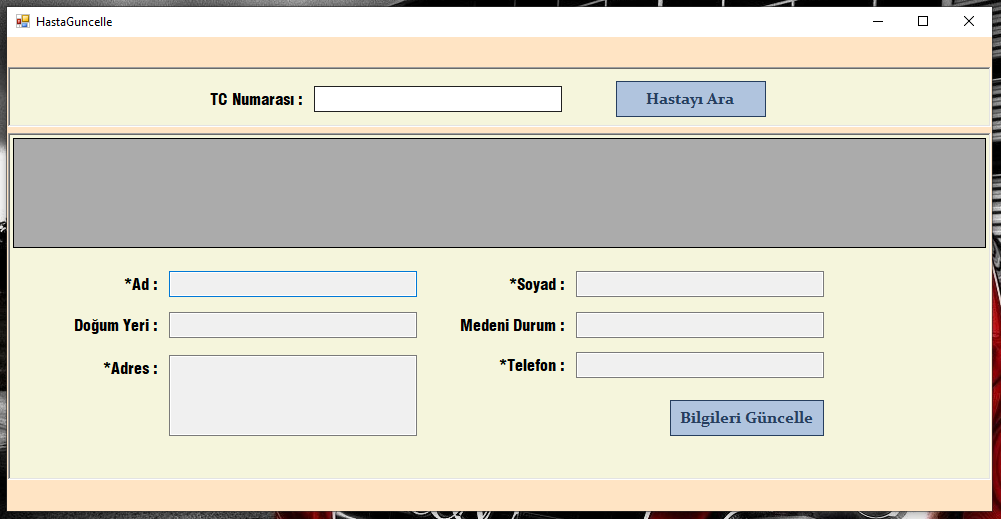 HastaGuncelle
TC Numarası :
Hastayı Ara
*Ad :
*Soyad :
Doğum Yeri :
Medeni Durum :
*Adres :
*Telefon :
Bilgileri Güncelle